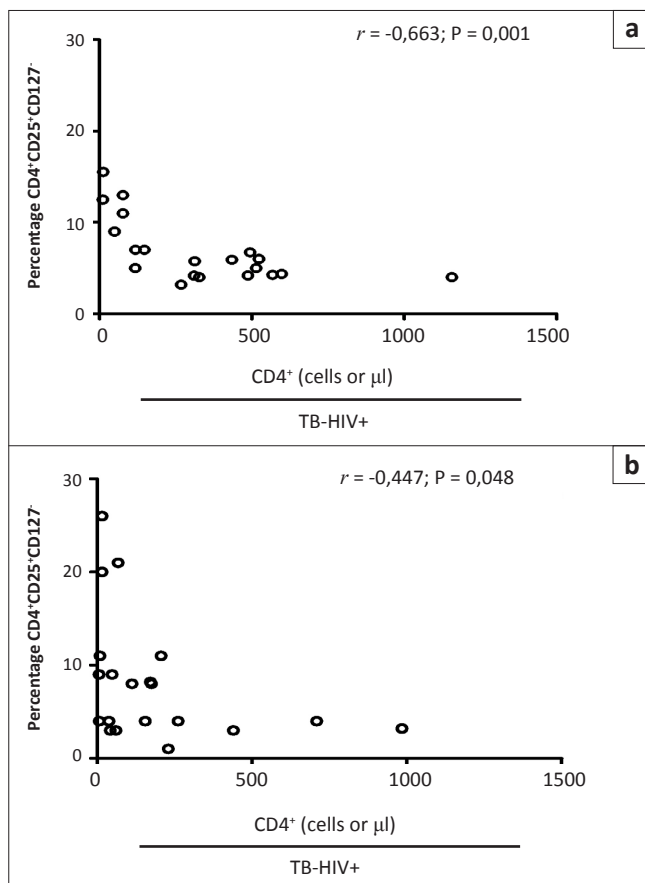 r = -0,663; P = 0,001
a
30
20
10
0
Percentage CD4⁺CD25⁺CD127⁻
0 500 1000 1500
CD4⁺ (cells or μl)
TB-HIV+
r = -0,447; P = 0,048
b
30
20
10
0
Percentage CD4⁺CD25⁺CD127⁻
0 500 1000 1500
CD4⁺ (cells or μl)
TB-HIV+